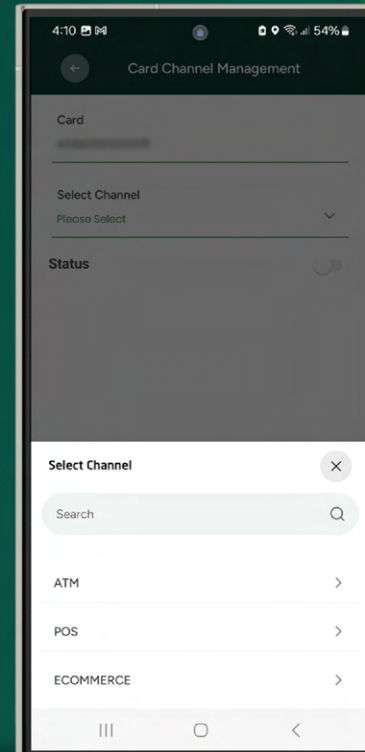 4:10
54%
Card Channel Management
Card
Select Channel
Please Select
Status
Select Channel
Search
ATM
POS
ECOMMERCE